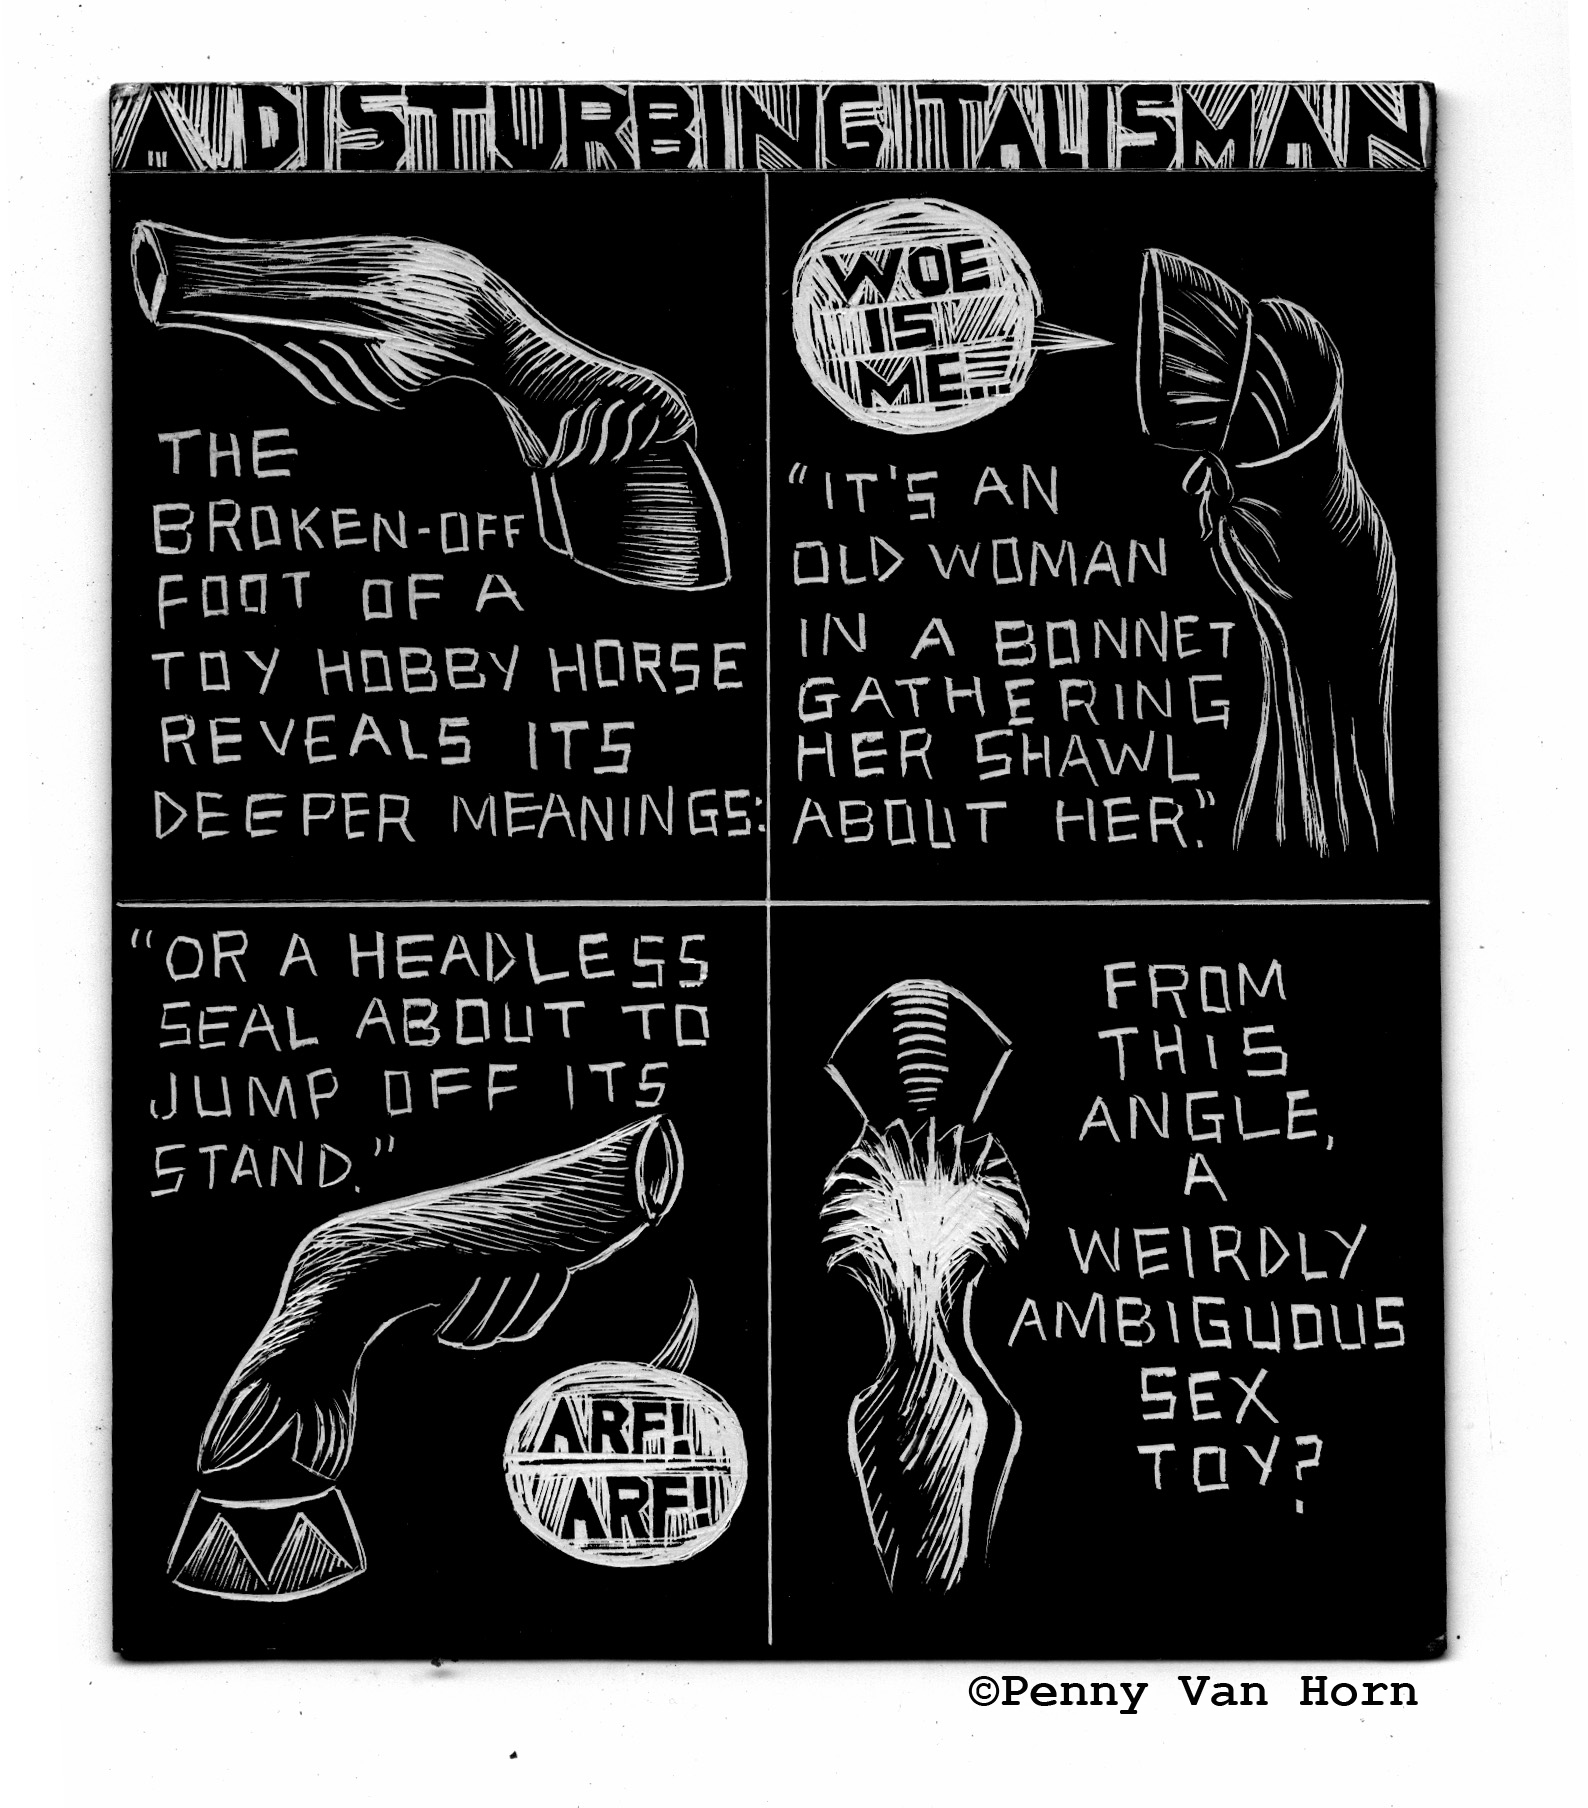 A DISTURBING TALISMAN
THE
BROKEN-OFF
FOOT OF A
TOY HOBBY HORSE
REVEALS ITS
DEEPER MEANINGS:
WOE
IS
ME...
"IT'S AN
OLD WOMAN
IN A BONNET
GATHERING
HER SHAWL
ABOUT HER."
"OR A HEADLESS
SEAL ABOUT TO
JUMP OFF ITS
STAND."
ARF!
ARF!
FROM
THIS
ANGLE,
A
WEIRDLY
AMBIGUOUS
SEX
TOY?
©Penny Van Horn